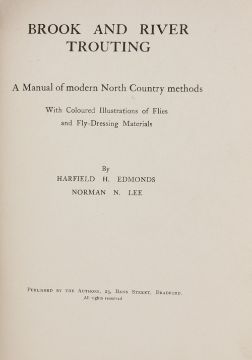 BROOK AND RIVER
TROUTING
A Manual of modern North Country methods
With Coloured Illustrations of Flies
and Fly-Dressing Materials
By
HARFIELD H. EDMONDS
NORMAN N. LEE
Published by the Authors, 25, Bank Street, Bradford.
All rights reserved